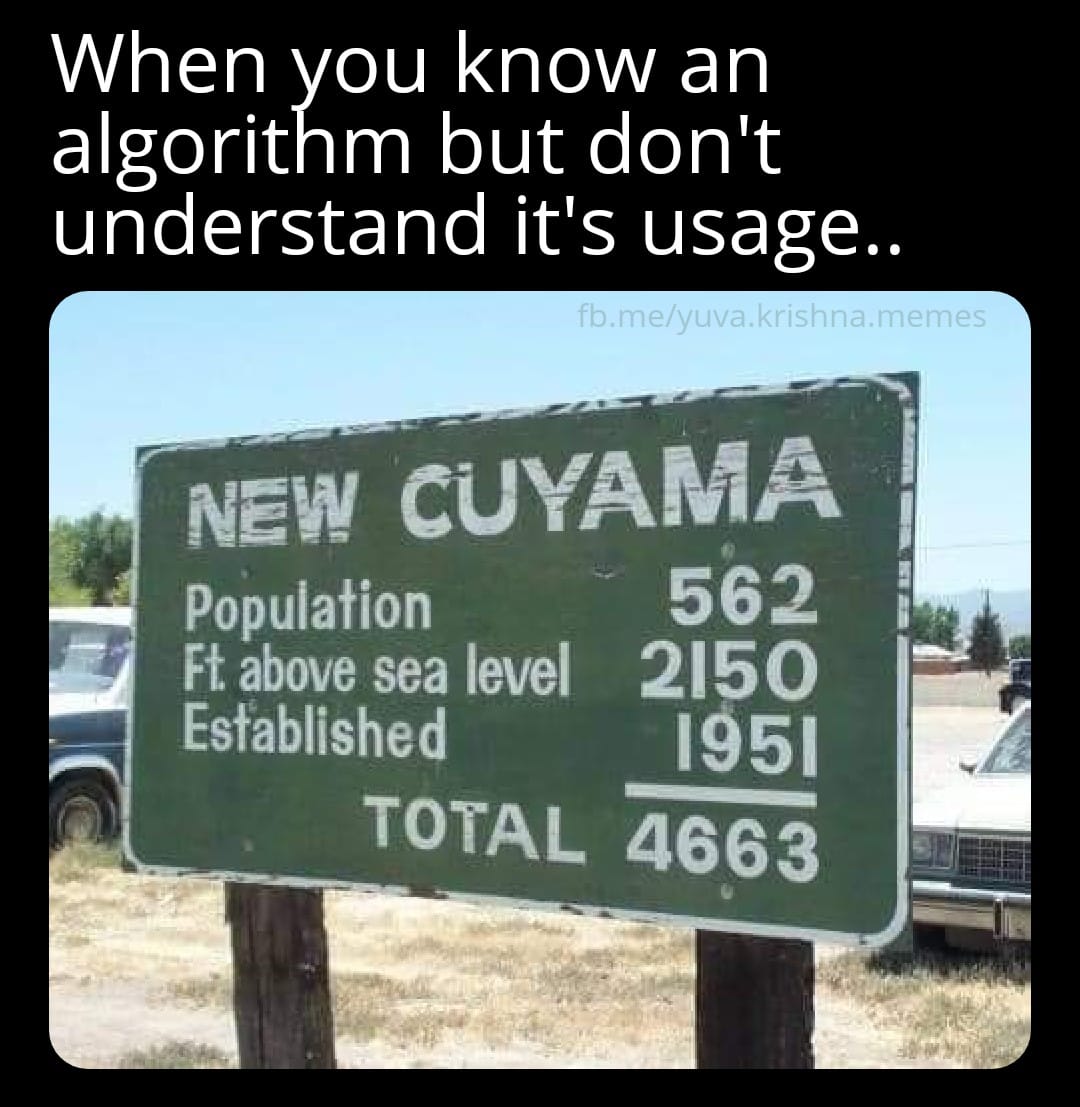 When you know an
algorithm but don't
understand it's usage..
fb.me/yuva.krishna.memes
NEW CUYAMA
Population 562
Ft. above sea level 2150
Established 1951
TOTAL 4663